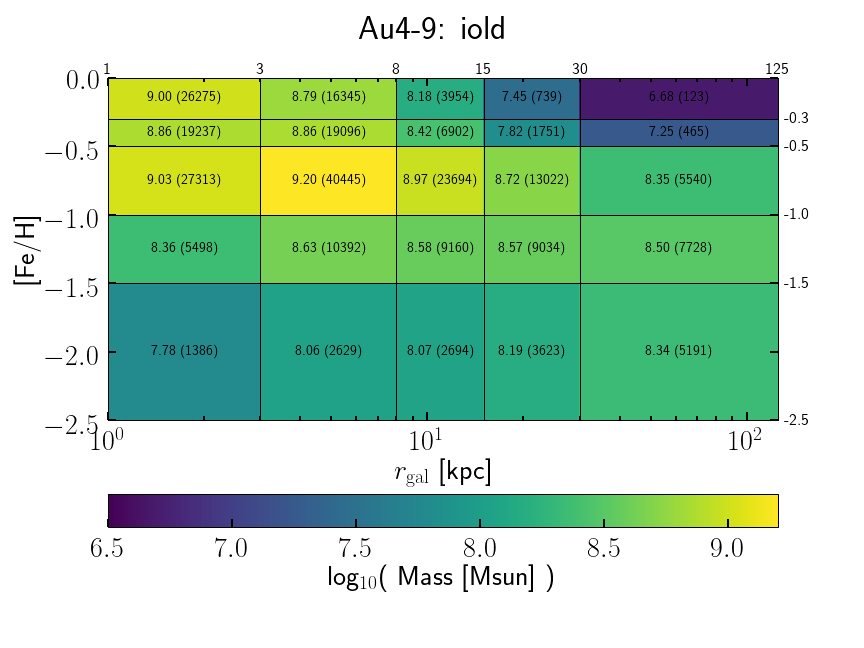 Au4-9: iold
1 3 8 15 30 125
0.0
9.00 (26275) 8.79 (16345) 8.18 (3954) 7.45 (739) 6.68 (123)
-0.3
8.86 (19237) 8.86 (19096) 8.42 (6902) 7.82 (1751) 7.25 (465)
−0.5 -0.5
9.03 (27313) 9.20 (40445) 8.97 (23694) 8.72 (13022) 8.35 (5540)
−1.0 -1.0
[Fe/H]
8.36 (5498) 8.63 (10392) 8.58 (9160) 8.57 (9034) 8.50 (7728)
−1.5 -1.5
7.78 (1386) 8.06 (2629) 8.07 (2694) 8.19 (3623) 8.34 (5191)
−2.0
−2.5 -2.5
10⁰ 10¹ 10²
r_gal [kpc]
6.5 7.0 7.5 8.0 8.5 9.0
log₁₀( Mass [Msun] )